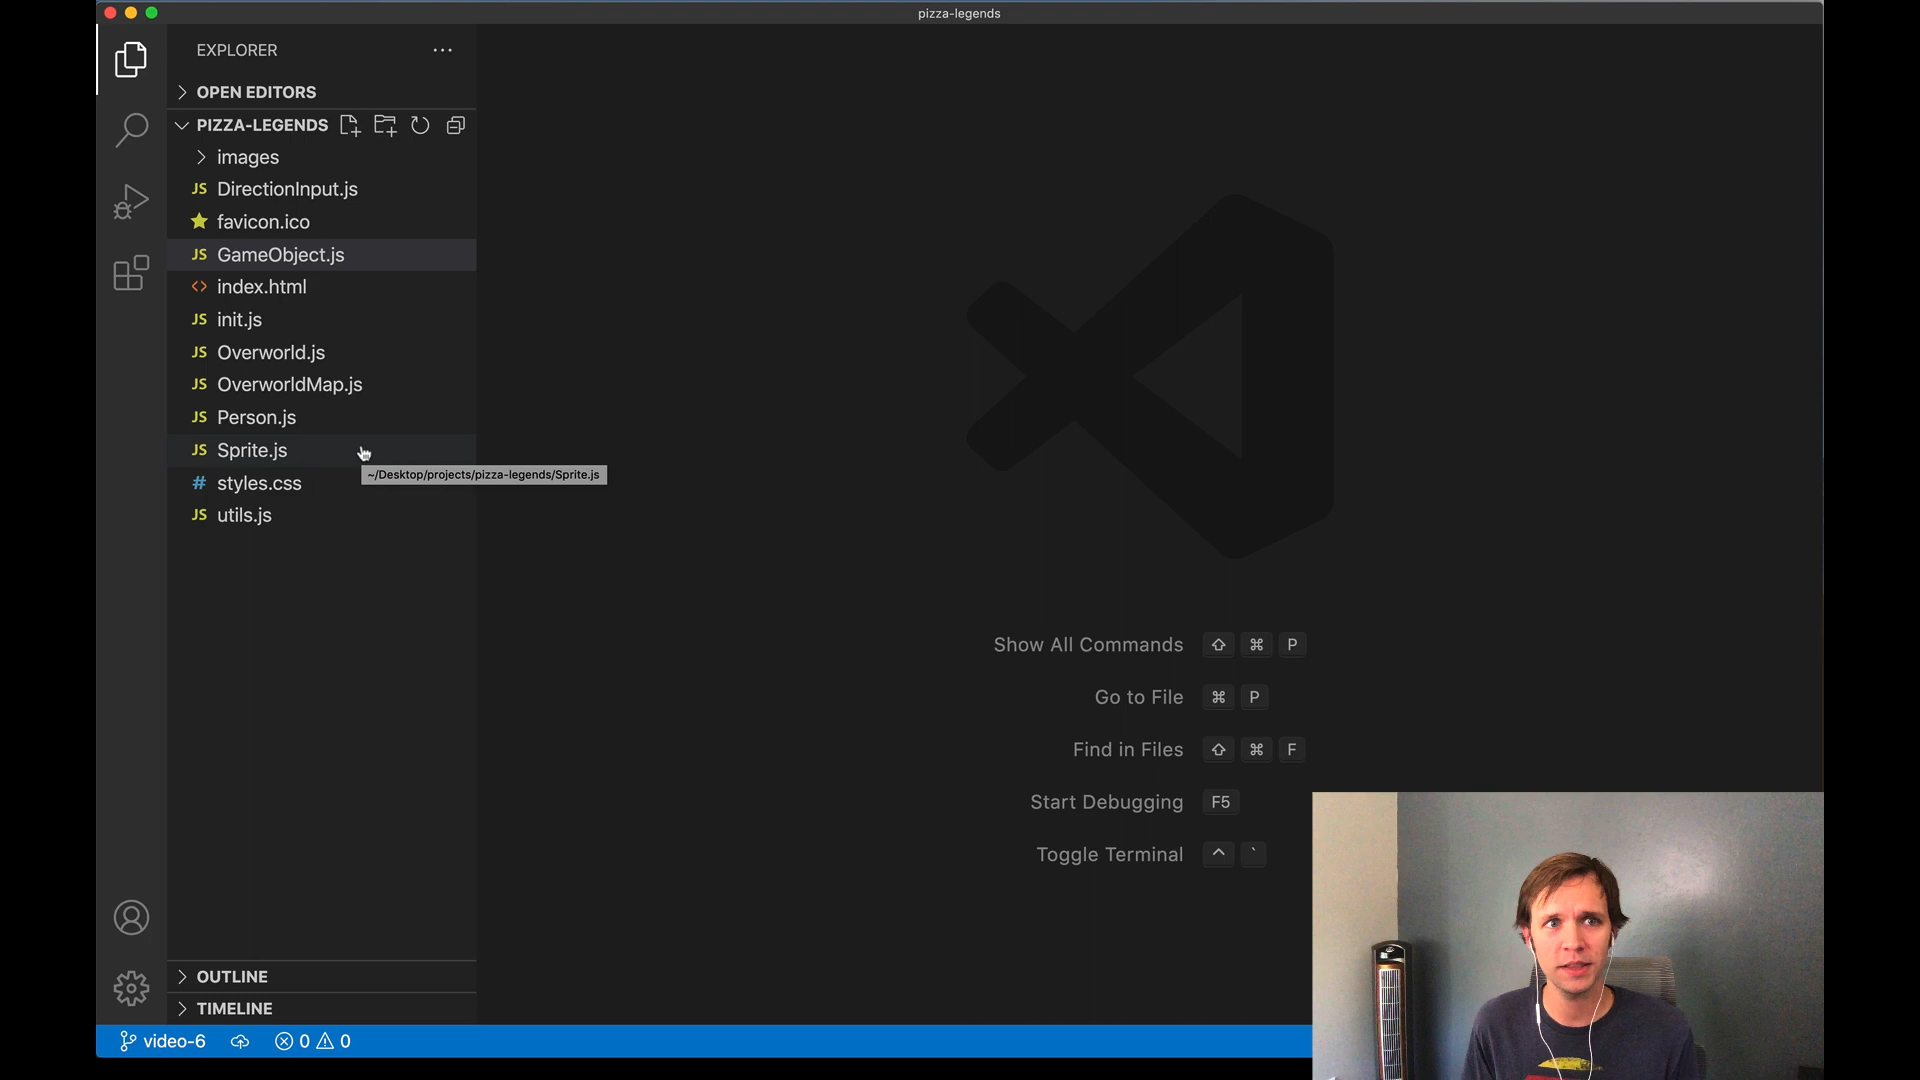 pizza-legends
EXPLORER
OPEN EDITORS
PIZZA-LEGENDS
images
JS DirectionInput.js
favicon.ico
JS GameObject.js
<> index.html
JS init.js
JS Overworld.js
JS OverworldMap.js
JS Person.js
JS Sprite.js
~/Desktop/projects/pizza-legends/Sprite.js
# styles.css
JS utils.js
Show All Commands ⇧ ⌘ P
Go to File ⌘ P
Find in Files ⇧ ⌘ F
Start Debugging F5
Toggle Terminal ^ `
OUTLINE
TIMELINE
video-6 0 0